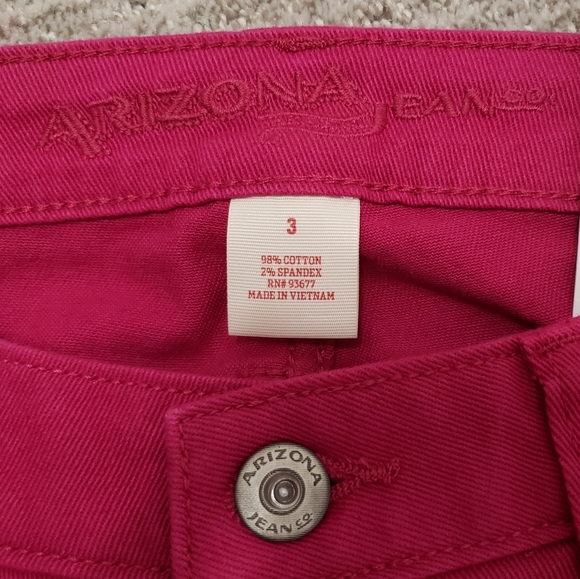 ARIZONA JEAN CO.
3
98% COTTON
2% SPANDEX
RN# 93677
MADE IN VIETNAM
ARIZONA
JEAN CO